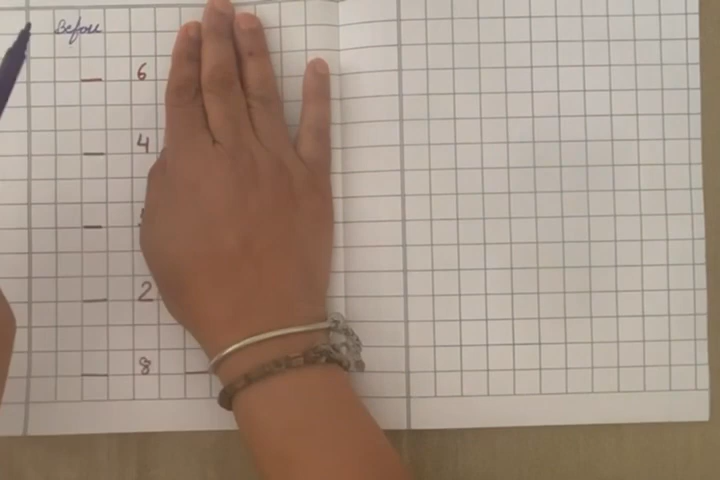 Before
_ 6
_ 4
_
_ 2
_ 8 _